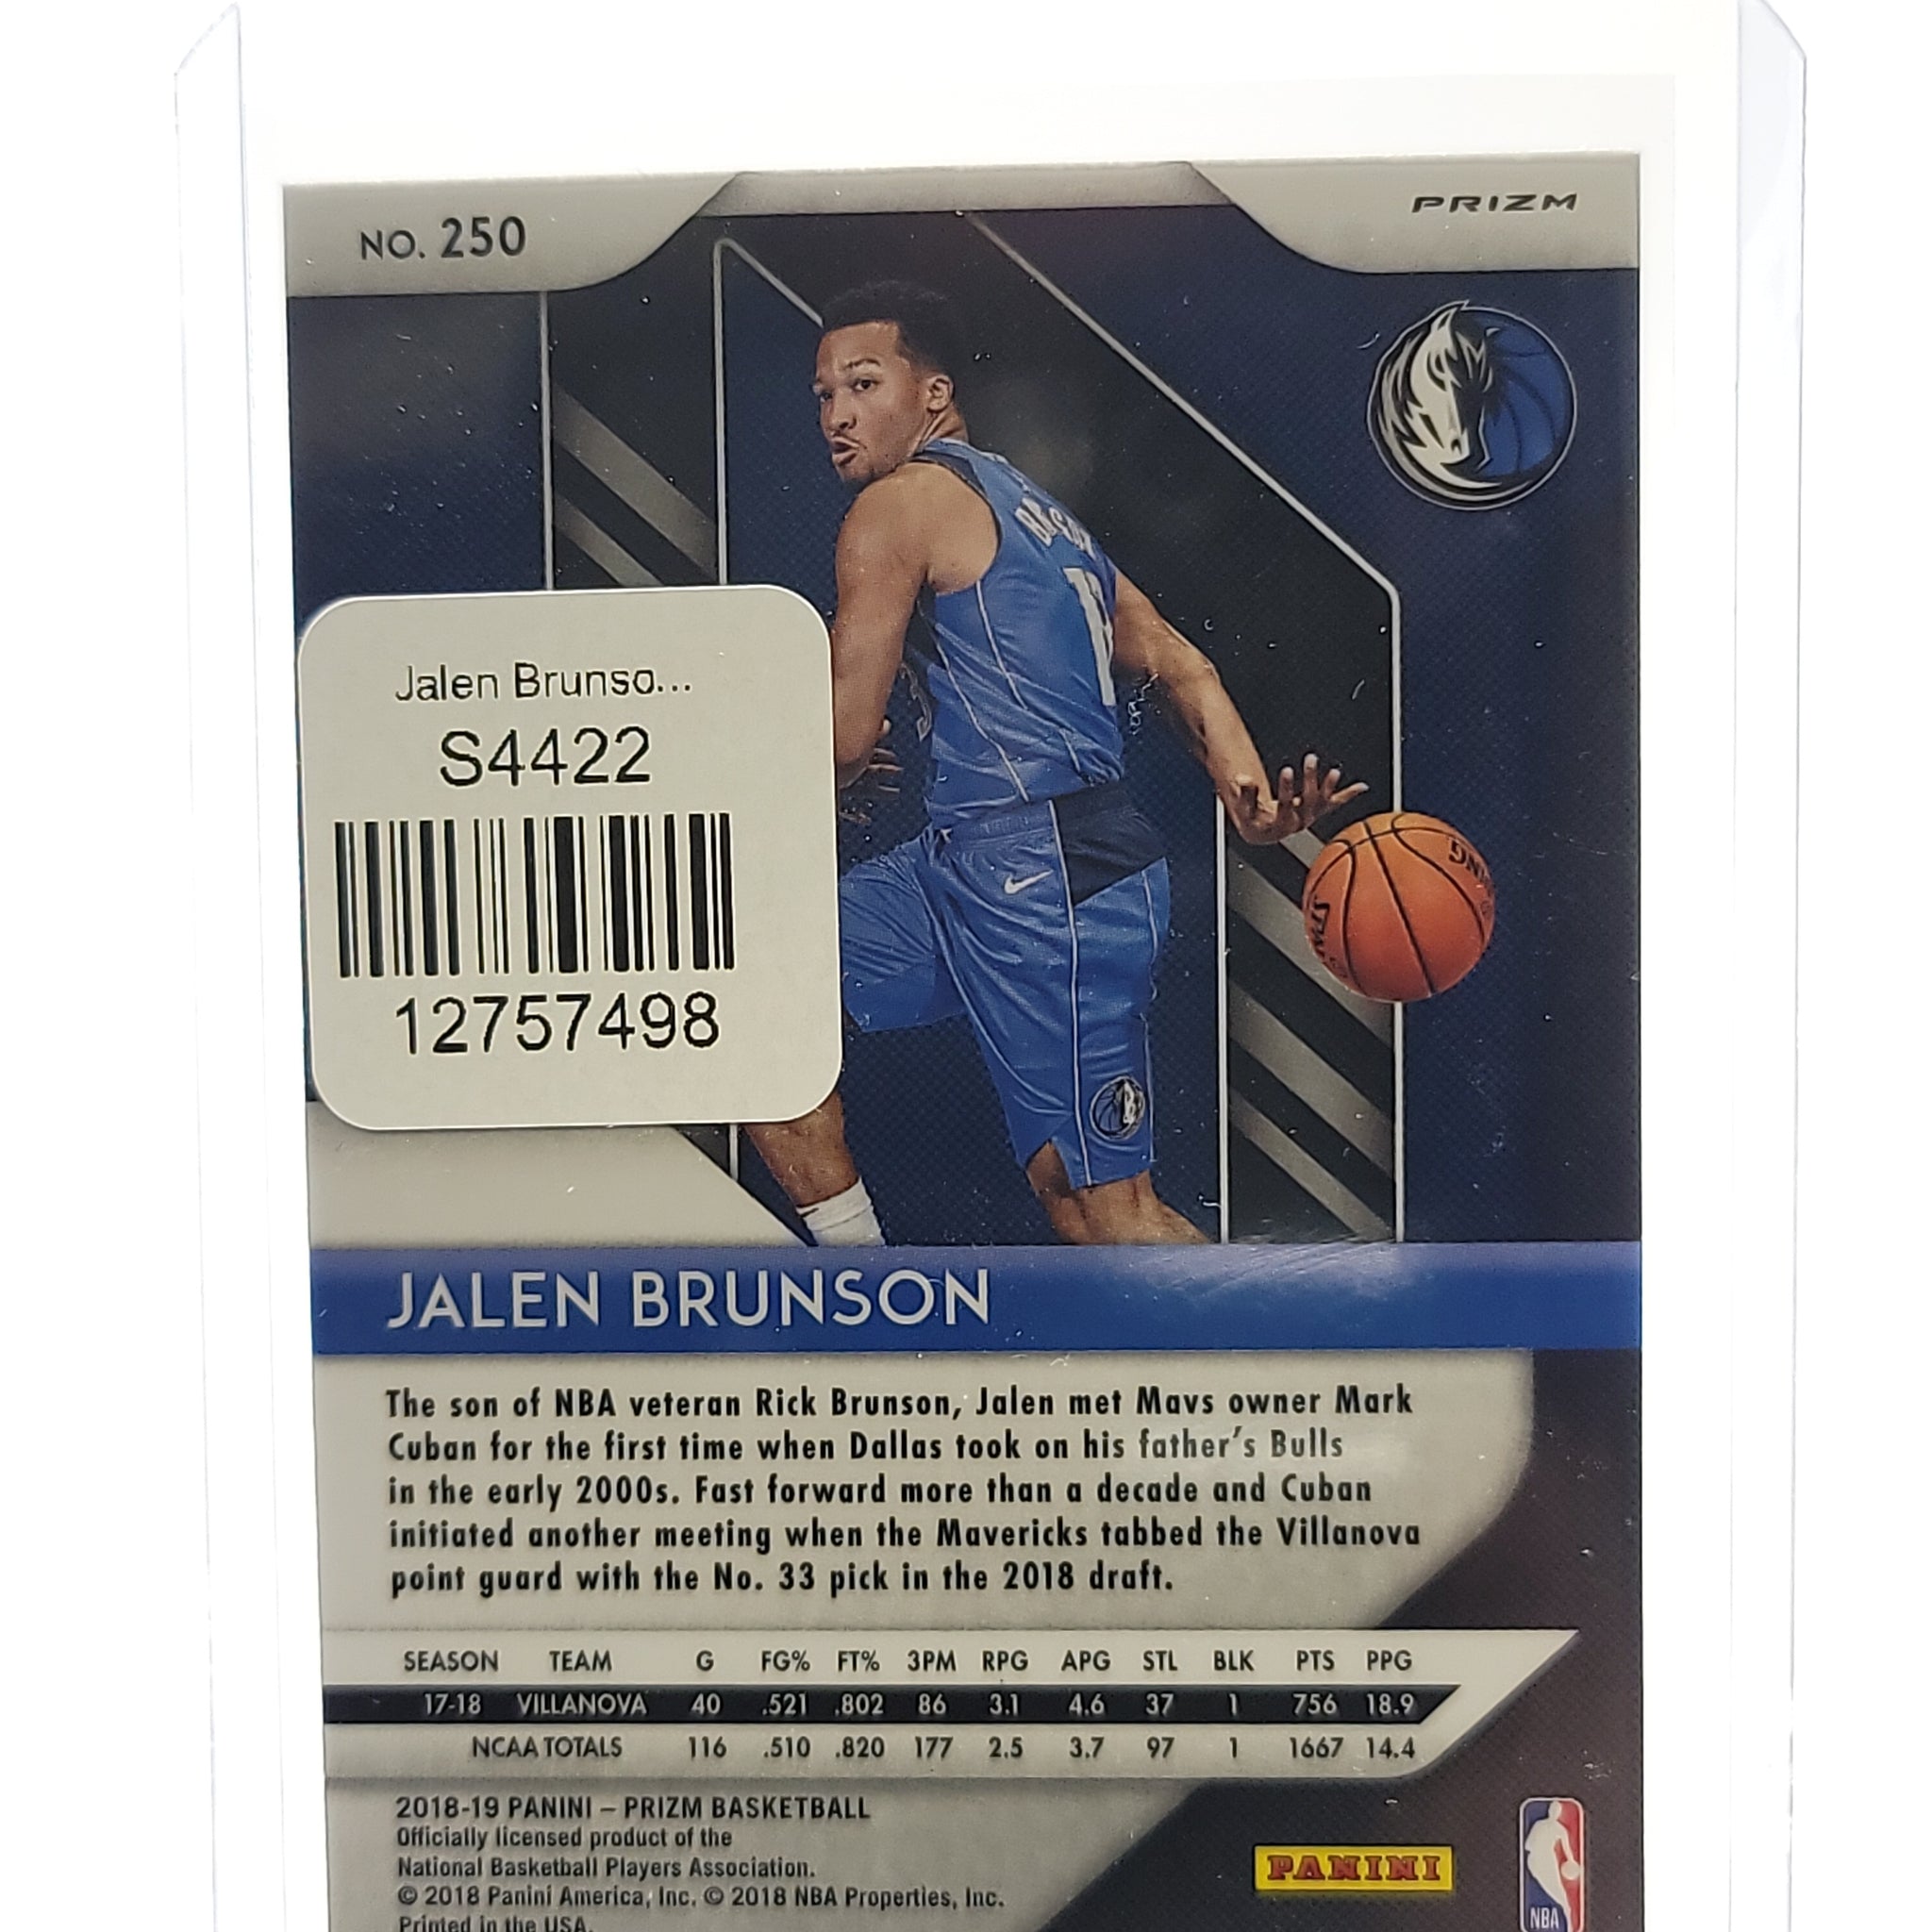 NO. 250
PRIZM
Jalen Brunso...
S4422
12757498
JALEN BRUNSON
The son of NBA veteran Rick Brunson, Jalen met Mavs owner Mark
Cuban for the first time when Dallas took on his father's Bulls
in the early 2000s. Fast forward more than a decade and Cuban
initiated another meeting when the Mavericks tabbed the Villanova
point guard with the No. 33 pick in the 2018 draft.
SEASON TEAM G FG% FT% 3PM RPG APG STL BLK PTS PPG
17-18 VILLANOVA 40 .521 .802 86 3.1 4.6 37 1 756 18.9
NCAA TOTALS 116 .510 .820 177 2.5 3.7 97 1 1667 14.4
2018-19 PANINI – PRIZM BASKETBALL
Officially licensed product of the
National Basketball Players Association.
© 2018 Panini America, Inc. © 2018 NBA Properties, Inc.
Printed in the USA.
PANINI
NBA